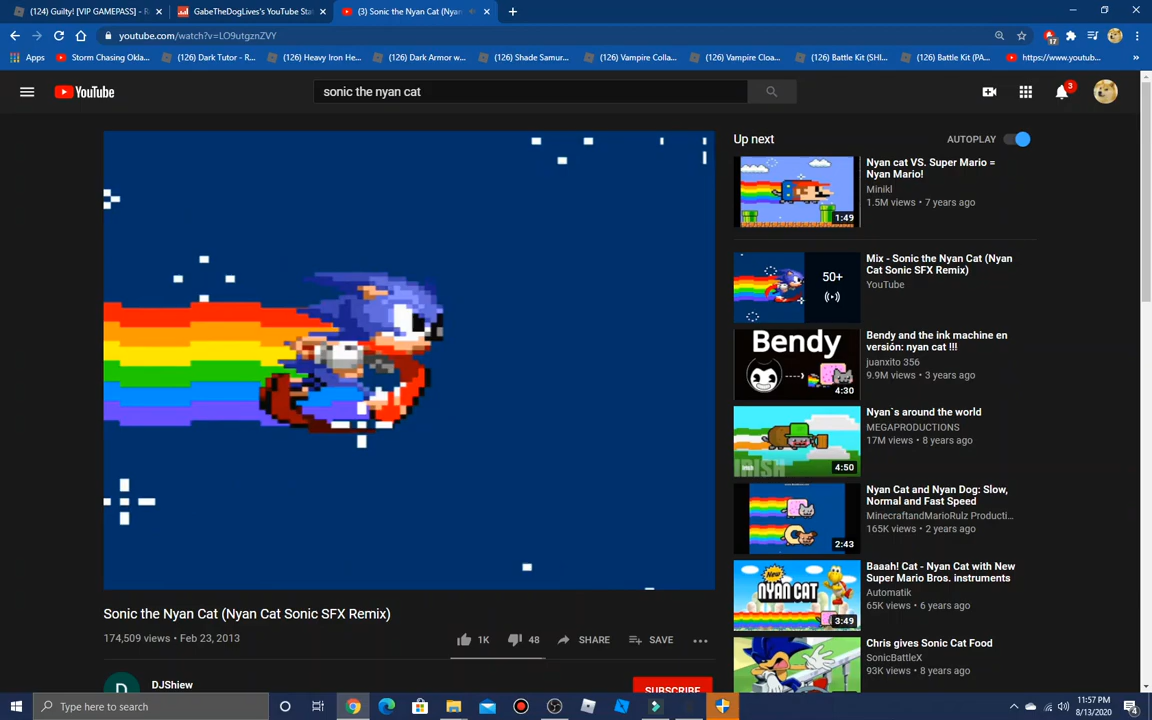 (124) Guilty! [VIP GAMEPASS] - R
GabeTheDogLives's YouTube Sta
(3) Sonic the Nyan Cat (Nyan
youtube.com/watch?v=LO9utgznZVY
17
Apps
Storm Chasing Okla...
(126) Dark Tutor - R...
(126) Heavy Iron He...
(126) Dark Armor w...
(126) Shade Samur...
(126) Vampire Colla...
(126) Vampire Cloa...
(126) Battle Kit (SHI...
(126) Battle Kit (PA...
https://www.youtub...
»
YouTube
sonic the nyan cat
3
Up next
AUTOPLAY
Nyan cat VS. Super Mario =
Nyan Mario!
Minikl
1.5M views • 7 years ago
1:49
Mix - Sonic the Nyan Cat (Nyan
Cat Sonic SFX Remix)
YouTube
50+
Bendy and the ink machine en
versión: nyan cat !!!
juanxito 356
9.9M views • 3 years ago
Bendy
4:30
Nyan`s around the world
MEGAPRODUCTIONS
17M views • 8 years ago
IRISH
4:50
Nyan Cat and Nyan Dog: Slow,
Normal and Fast Speed
MinecraftandMarioRulz Producti...
165K views • 2 years ago
2:43
Baaah! Cat - Nyan Cat with New
Super Mario Bros. instruments
Automatik
65K views • 6 years ago
New
NYAN CAT
3:49
Chris gives Sonic Cat Food
SonicBattleX
93K views • 8 years ago
Sonic the Nyan Cat (Nyan Cat Sonic SFX Remix)
174,509 views • Feb 23, 2013
1K
48
SHARE
SAVE
D
DJShiew
SUBSCRIBE
Type here to search
11:57 PM
8/13/2020
4